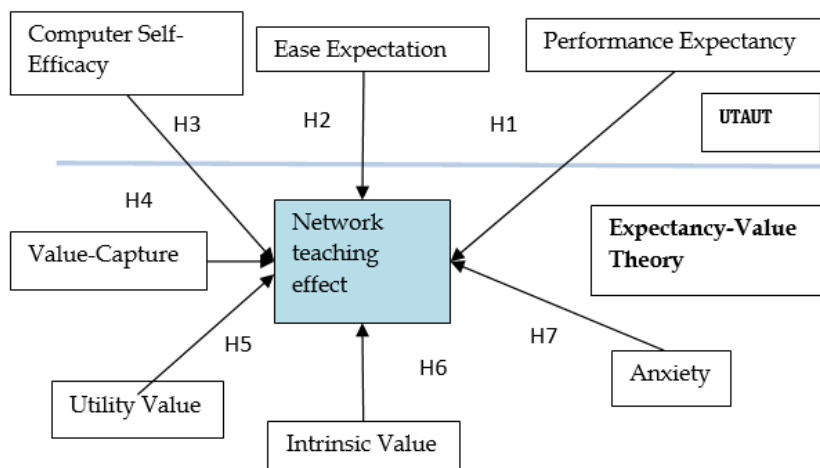 Computer Self-
Efficacy
Ease Expectation
Performance Expectancy
H3
H2
H1
UTAUT
H4
Value-Capture
Network
teaching
effect
Expectancy-Value
Theory
H5
H6
H7
Utility Value
Intrinsic Value
Anxiety